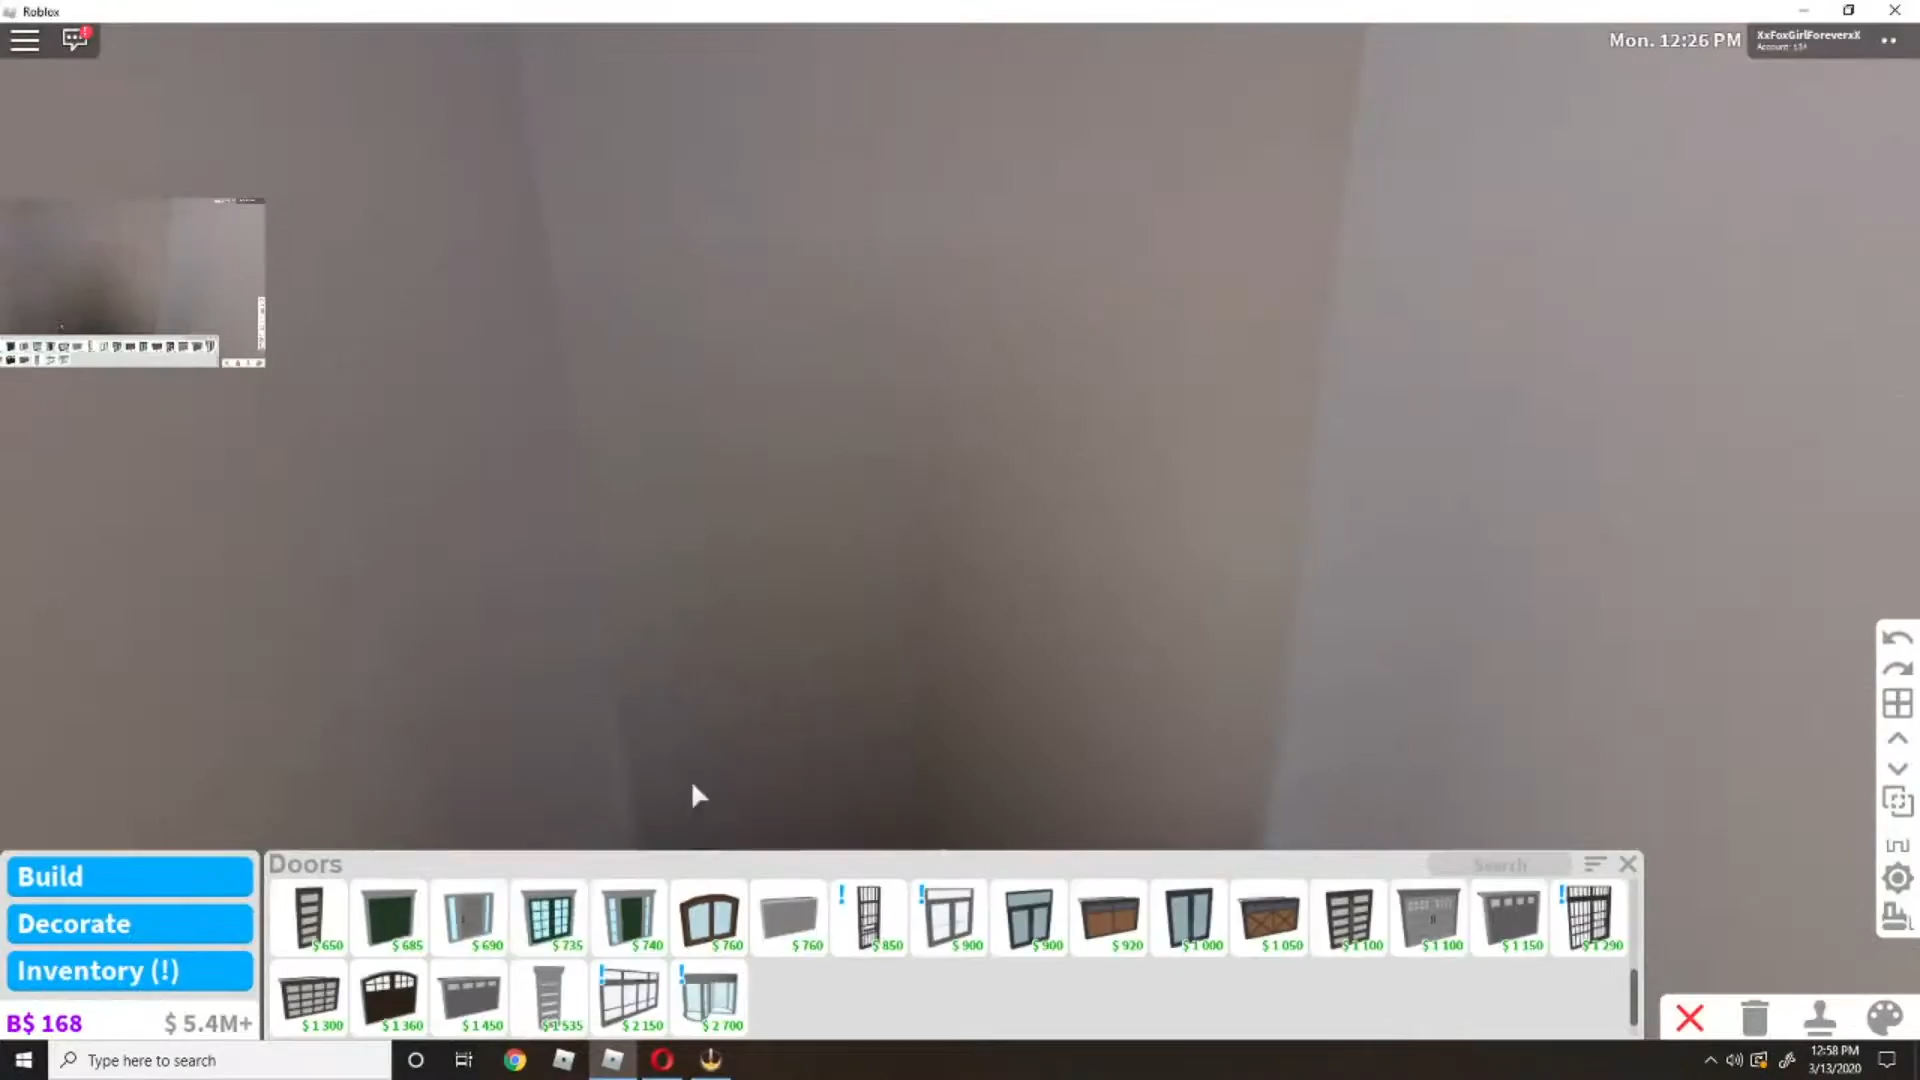 Roblox
Mon. 12:26 PM
XxFoxGirlForeverxX
Build
Decorate
Inventory (!)
B$ 168
$ 5.4M+
Doors
Search
$ 650
$ 685
$ 690
$ 735
$ 740
$ 760
$ 760
$ 850
$ 900
$ 900
$ 920
$ 1 000
$ 1 050
$ 1 100
$ 1 100
$ 1 150
$ 1 290
$ 1 300
$ 1 360
$ 1 450
$ 1 535
$ 2 150
$ 2 700
Type here to search
12:58 PM
3/13/2020